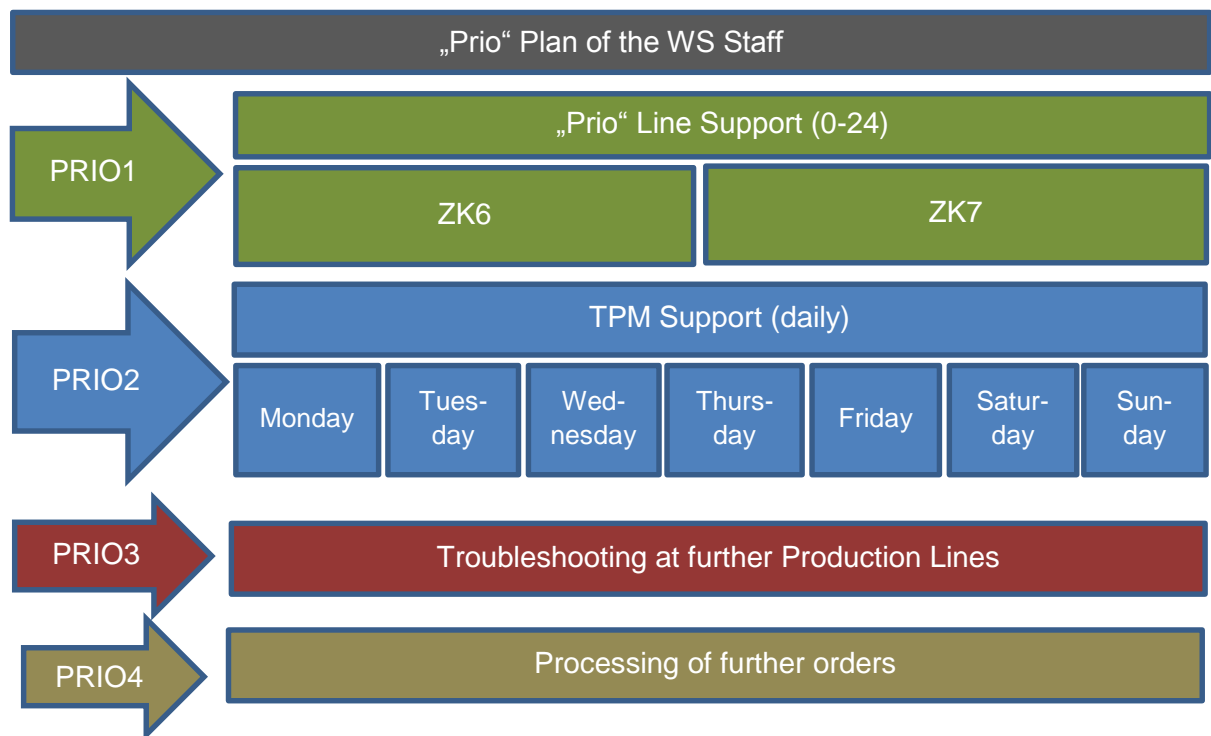 „Prio“ Plan of the WS Staff
PRIO1
„Prio“ Line Support (0-24)
ZK6
ZK7
PRIO2
TPM Support (daily)
Monday
Tues-
day
Wed-
nesday
Thurs-
day
Friday
Satur-
day
Sun-
day
PRIO3
Troubleshooting at further Production Lines
PRIO4
Processing of further orders